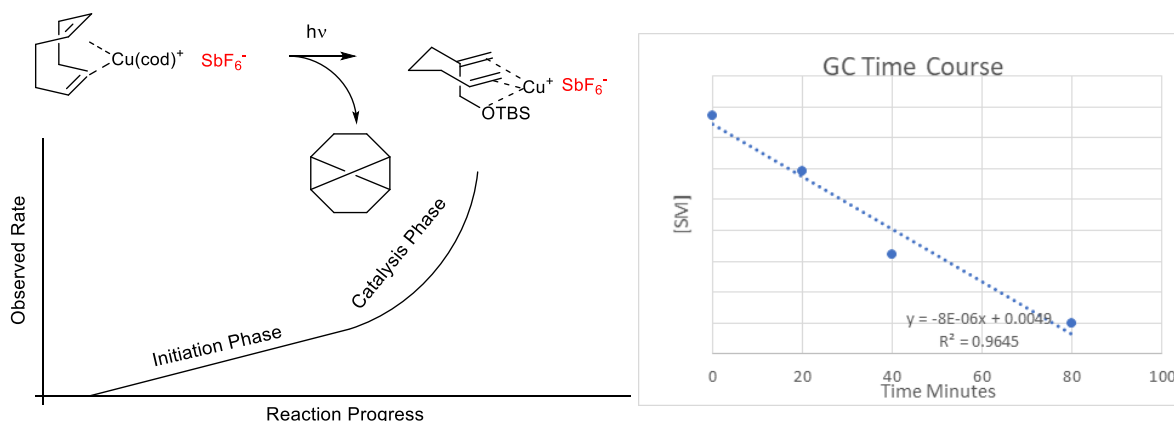 hν
Cu(cod)⁺ SbF₆⁻
Cu⁺ SbF₆⁻
OTBS
Observed Rate
Initiation Phase
Catalysis Phase
Reaction Progress
GC Time Course
[SM]
y = -8E-06x + 0.0049
R² = 0.9645
0 20 40 60 80 100
Time Minutes